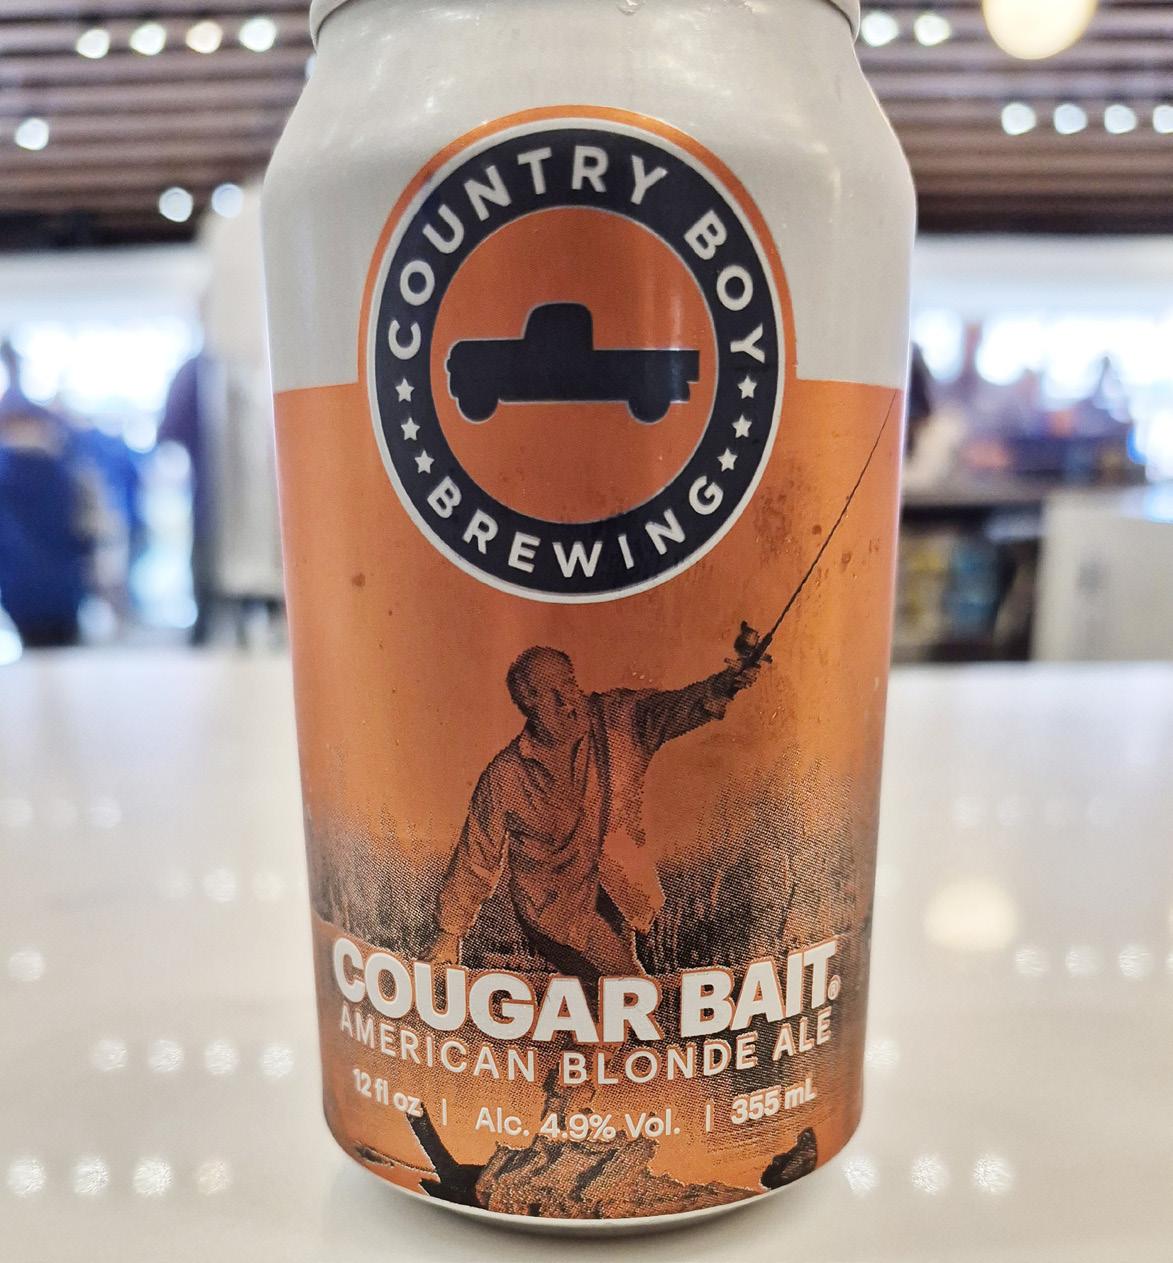 COUNTRY BOY
BREWING
COUGAR BAIT®
AMERICAN BLONDE ALE
12 fl oz | Alc. 4.9% Vol. | 355 mL